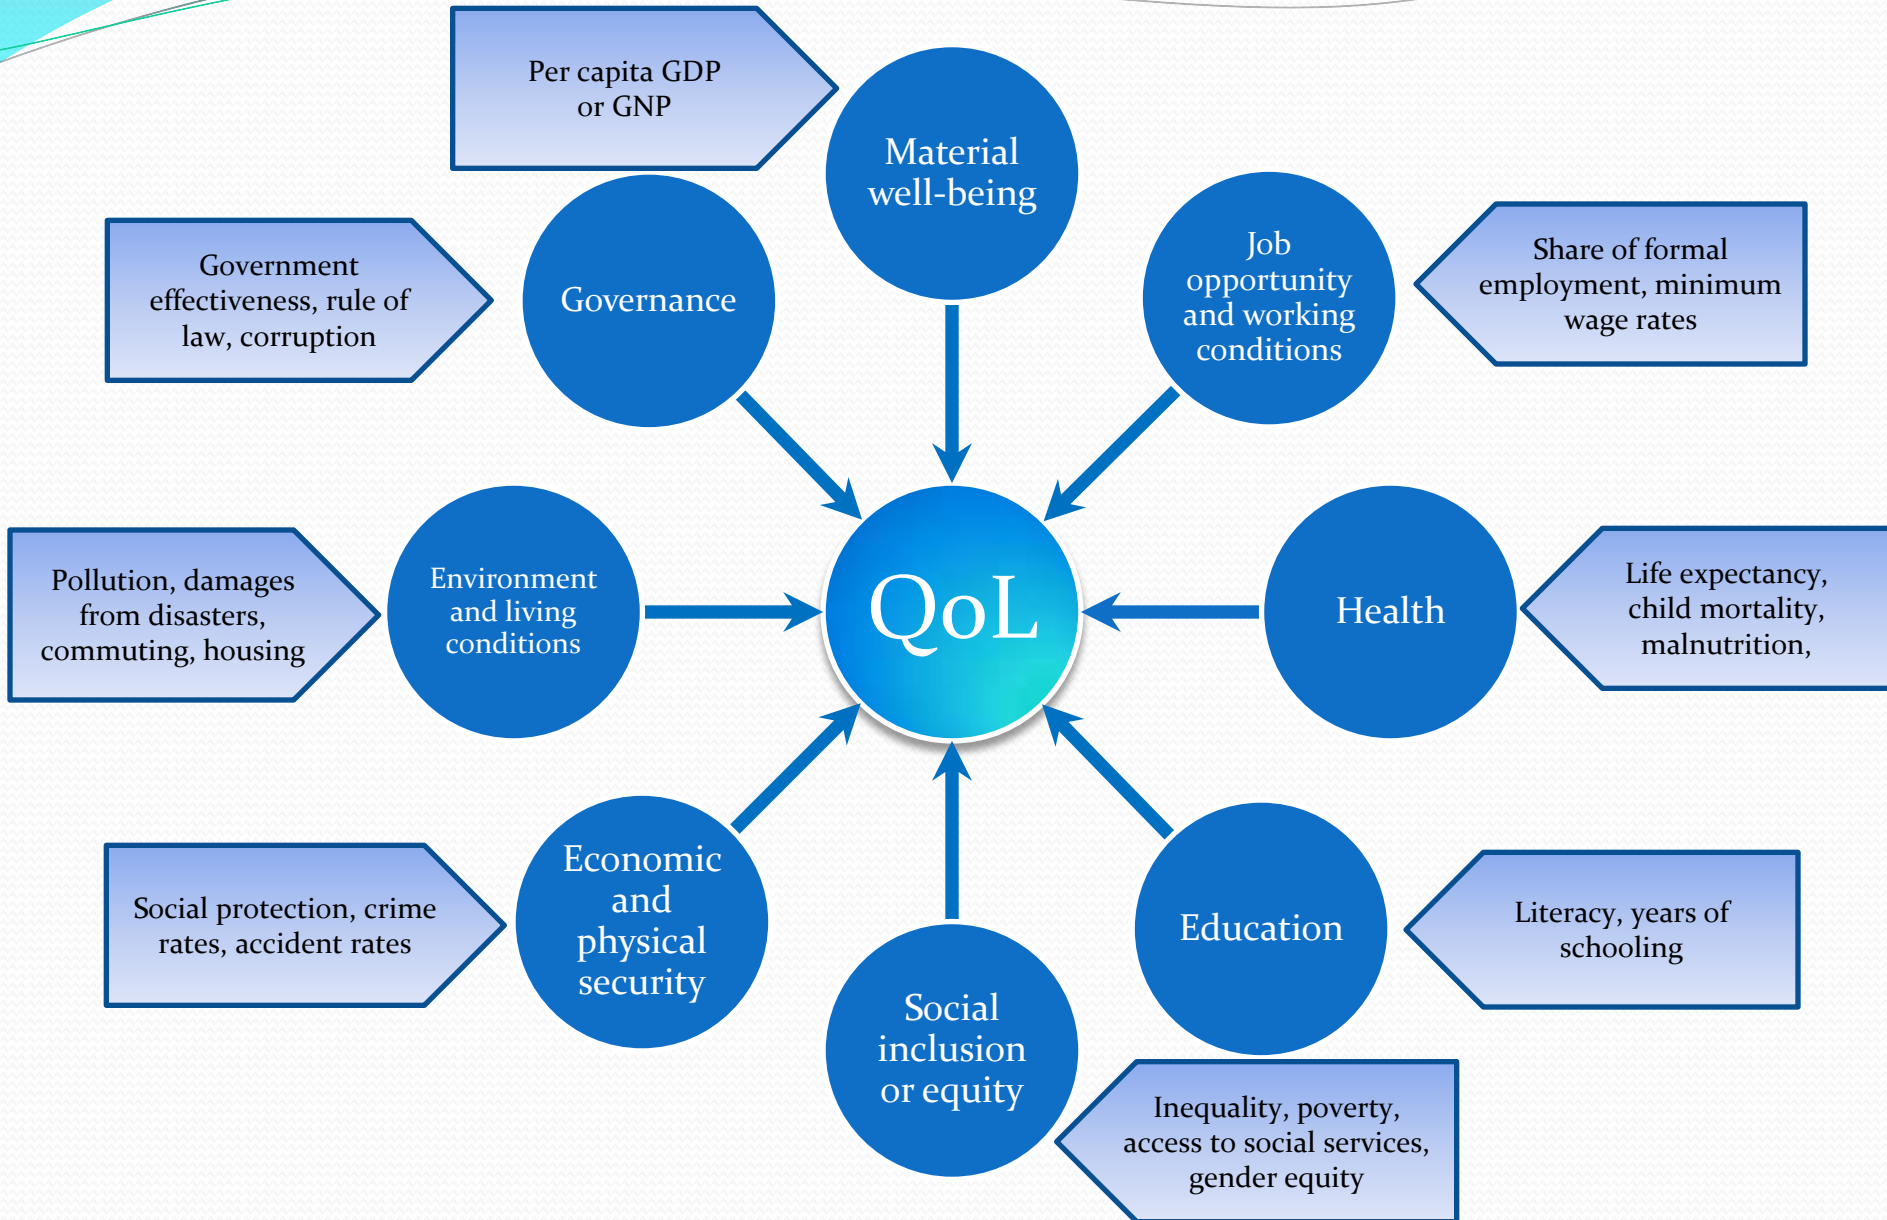 Per capita GDP
or GNP
Material
well-being
Government
effectiveness, rule of
law, corruption
Governance
Job
opportunity
and working
conditions
Share of formal
employment, minimum
wage rates
Pollution, damages
from disasters,
commuting, housing
Environment
and living
conditions
QoL
Health
Life expectancy,
child mortality,
malnutrition,
Social protection, crime
rates, accident rates
Economic
and
physical
security
Social
inclusion
or equity
Education
Literacy, years of
schooling
Inequality, poverty,
access to social services,
gender equity